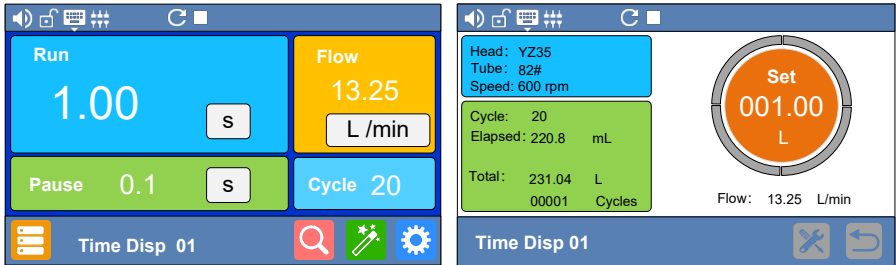 Run
1.00 s
Flow
13.25
L /min
Pause 0.1 s
Cycle 20
Time Disp 01
Head: YZ35
Tube: 82#
Speed: 600 rpm
Cycle: 20
Elapsed: 220.8 mL
Total: 231.04 L
00001 Cycles
Set
001.00
L
Flow: 13.25 L/min
Time Disp 01